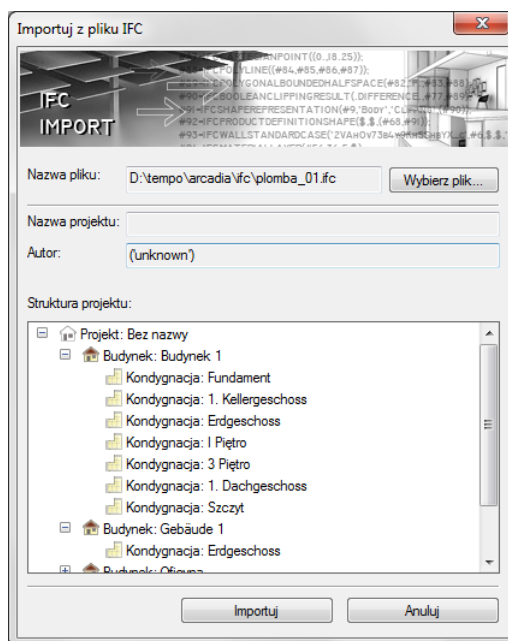 Importuj z pliku IFC
IFC
IMPORT
Nazwa pliku: D:\tempo\arcadia\ifc\plomba_01.ifc Wybierz plik...
Nazwa projektu:
Autor: ('unknown')
Struktura projektu:
Projekt: Bez nazwy
Budynek: Budynek 1
Kondygnacja: Fundament
Kondygnacja: 1. Kellergeschoss
Kondygnacja: Erdgeschoss
Kondygnacja: I Piętro
Kondygnacja: 3 Piętro
Kondygnacja: 1. Dachgeschoss
Kondygnacja: Szczyt
Budynek: Gebäude 1
Kondygnacja: Erdgeschoss
Budynek: Oficyna
Importuj Anuluj